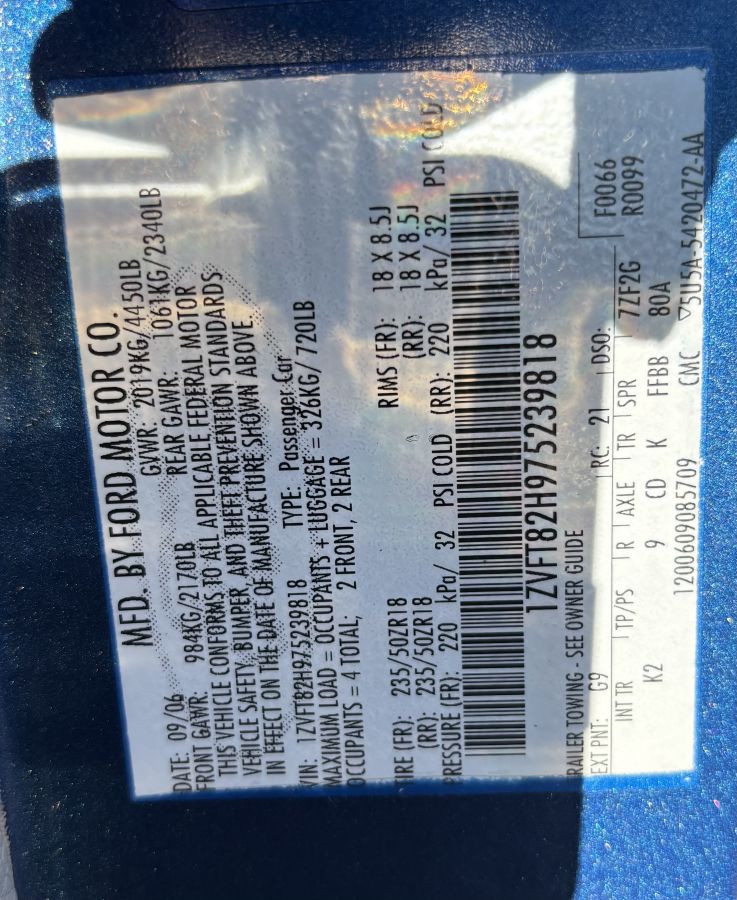 MFD. BY FORD MOTOR CO.
DATE: 09/06 GVWR: 2019KG/4450LB
FRONT GAWR: 984KG/2170LB REAR GAWR: 1061KG/2340LB
THIS VEHICLE CONFORMS TO ALL APPLICABLE FEDERAL MOTOR
VEHICLE SAFETY, BUMPER, AND THEFT PREVENTION STANDARDS
IN EFFECT ON THE DATE OF MANUFACTURE SHOWN ABOVE.
VIN: 1ZVFT82H975239818 TYPE: Passenger Car
MAXIMUM LOAD = OCCUPANTS + LUGGAGE = 326KG/720LB
OCCUPANTS = 4 TOTAL; 2 FRONT, 2 REAR
IRE (FR): 235/50ZR18 RIMS (FR): 18 X 8.5J
(RR): 235/50ZR18 (RR): 18 X 8.5J
PRESSURE (FR): 220 kPa/ 32 PSI COLD (RR): 220 kPa/ 32 PSI COLD
1ZVFT82H975239818
RAILER TOWING - SEE OWNER GUIDE
EXT PNT: G9 RC: 21 DSO: F0066
INT TR TP/PS R AXLE TR SPR 7ZF2G R0099
K2 9 CD K FFBB 80A
1200609085709 CMC ▽5U5A-5420472-AA